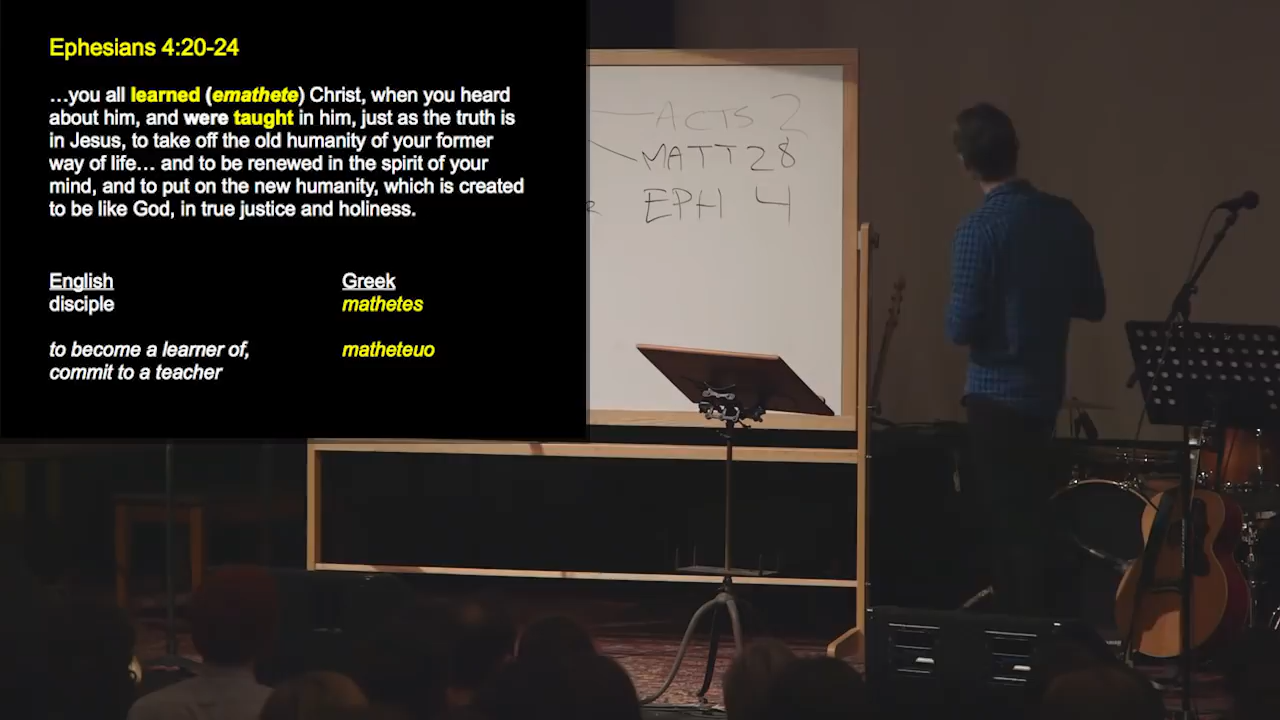 Ephesians 4:20-24
…you all learned (emathete) Christ, when you heard
about him, and were taught in him, just as the truth is
in Jesus, to take off the old humanity of your former
way of life… and to be renewed in the spirit of your
mind, and to put on the new humanity, which is created
to be like God, in true justice and holiness.
English Greek
disciple mathetes
to become a learner of, matheteuo
commit to a teacher
ACTS 2
MATT 28
EPH 4